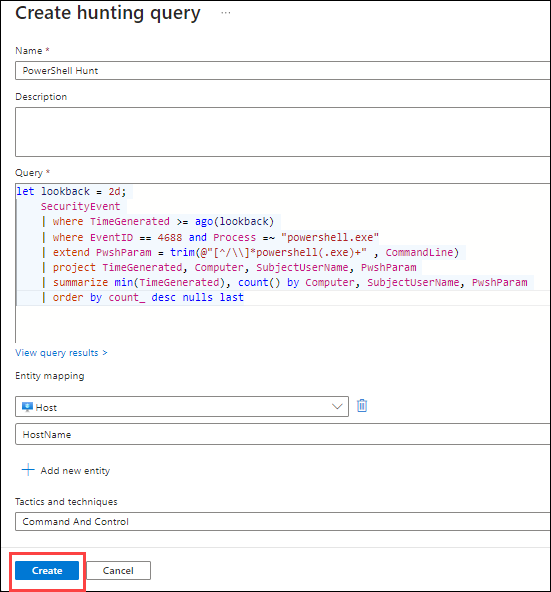 Create hunting query ...
Name *
PowerShell Hunt
Description
Query *
let lookback = 2d;
SecurityEvent
| where TimeGenerated >= ago(lookback)
| where EventID == 4688 and Process =~ "powershell.exe"
| extend PwshParam = trim(@"[^/\\]*powershell(.exe)+" , CommandLine)
| project TimeGenerated, Computer, SubjectUserName, PwshParam
| summarize min(TimeGenerated), count() by Computer, SubjectUserName, PwshParam
| order by count_ desc nulls last
View query results >
Entity mapping
Host
HostName
+ Add new entity
Tactics and techniques
Command And Control
Create Cancel